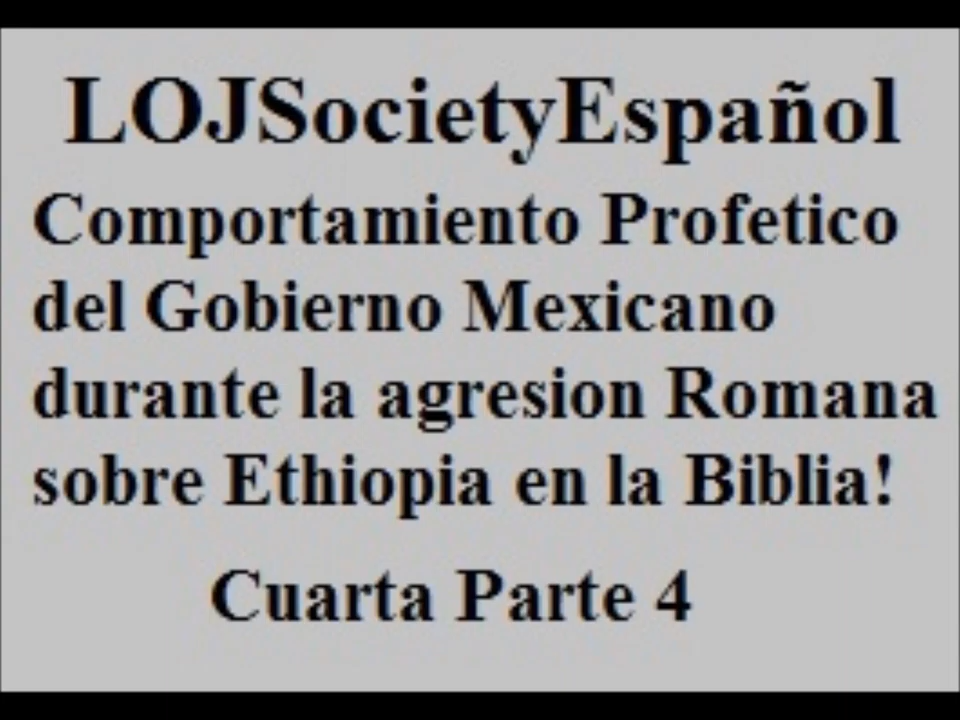 LOJSocietyEspañol
Comportamiento Profetico
del Gobierno Mexicano
durante la agresion Romana
sobre Ethiopia en la Biblia!
Cuarta Parte 4